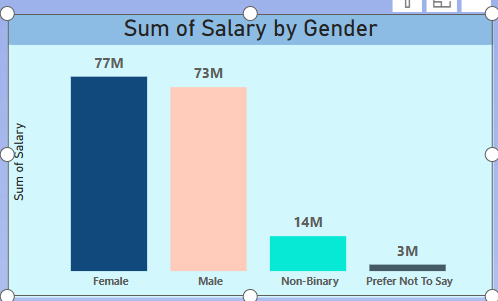 Sum of Salary by Gender
77M
73M
14M
3M
Sum of Salary
Female
Male
Non-Binary
Prefer Not To Say